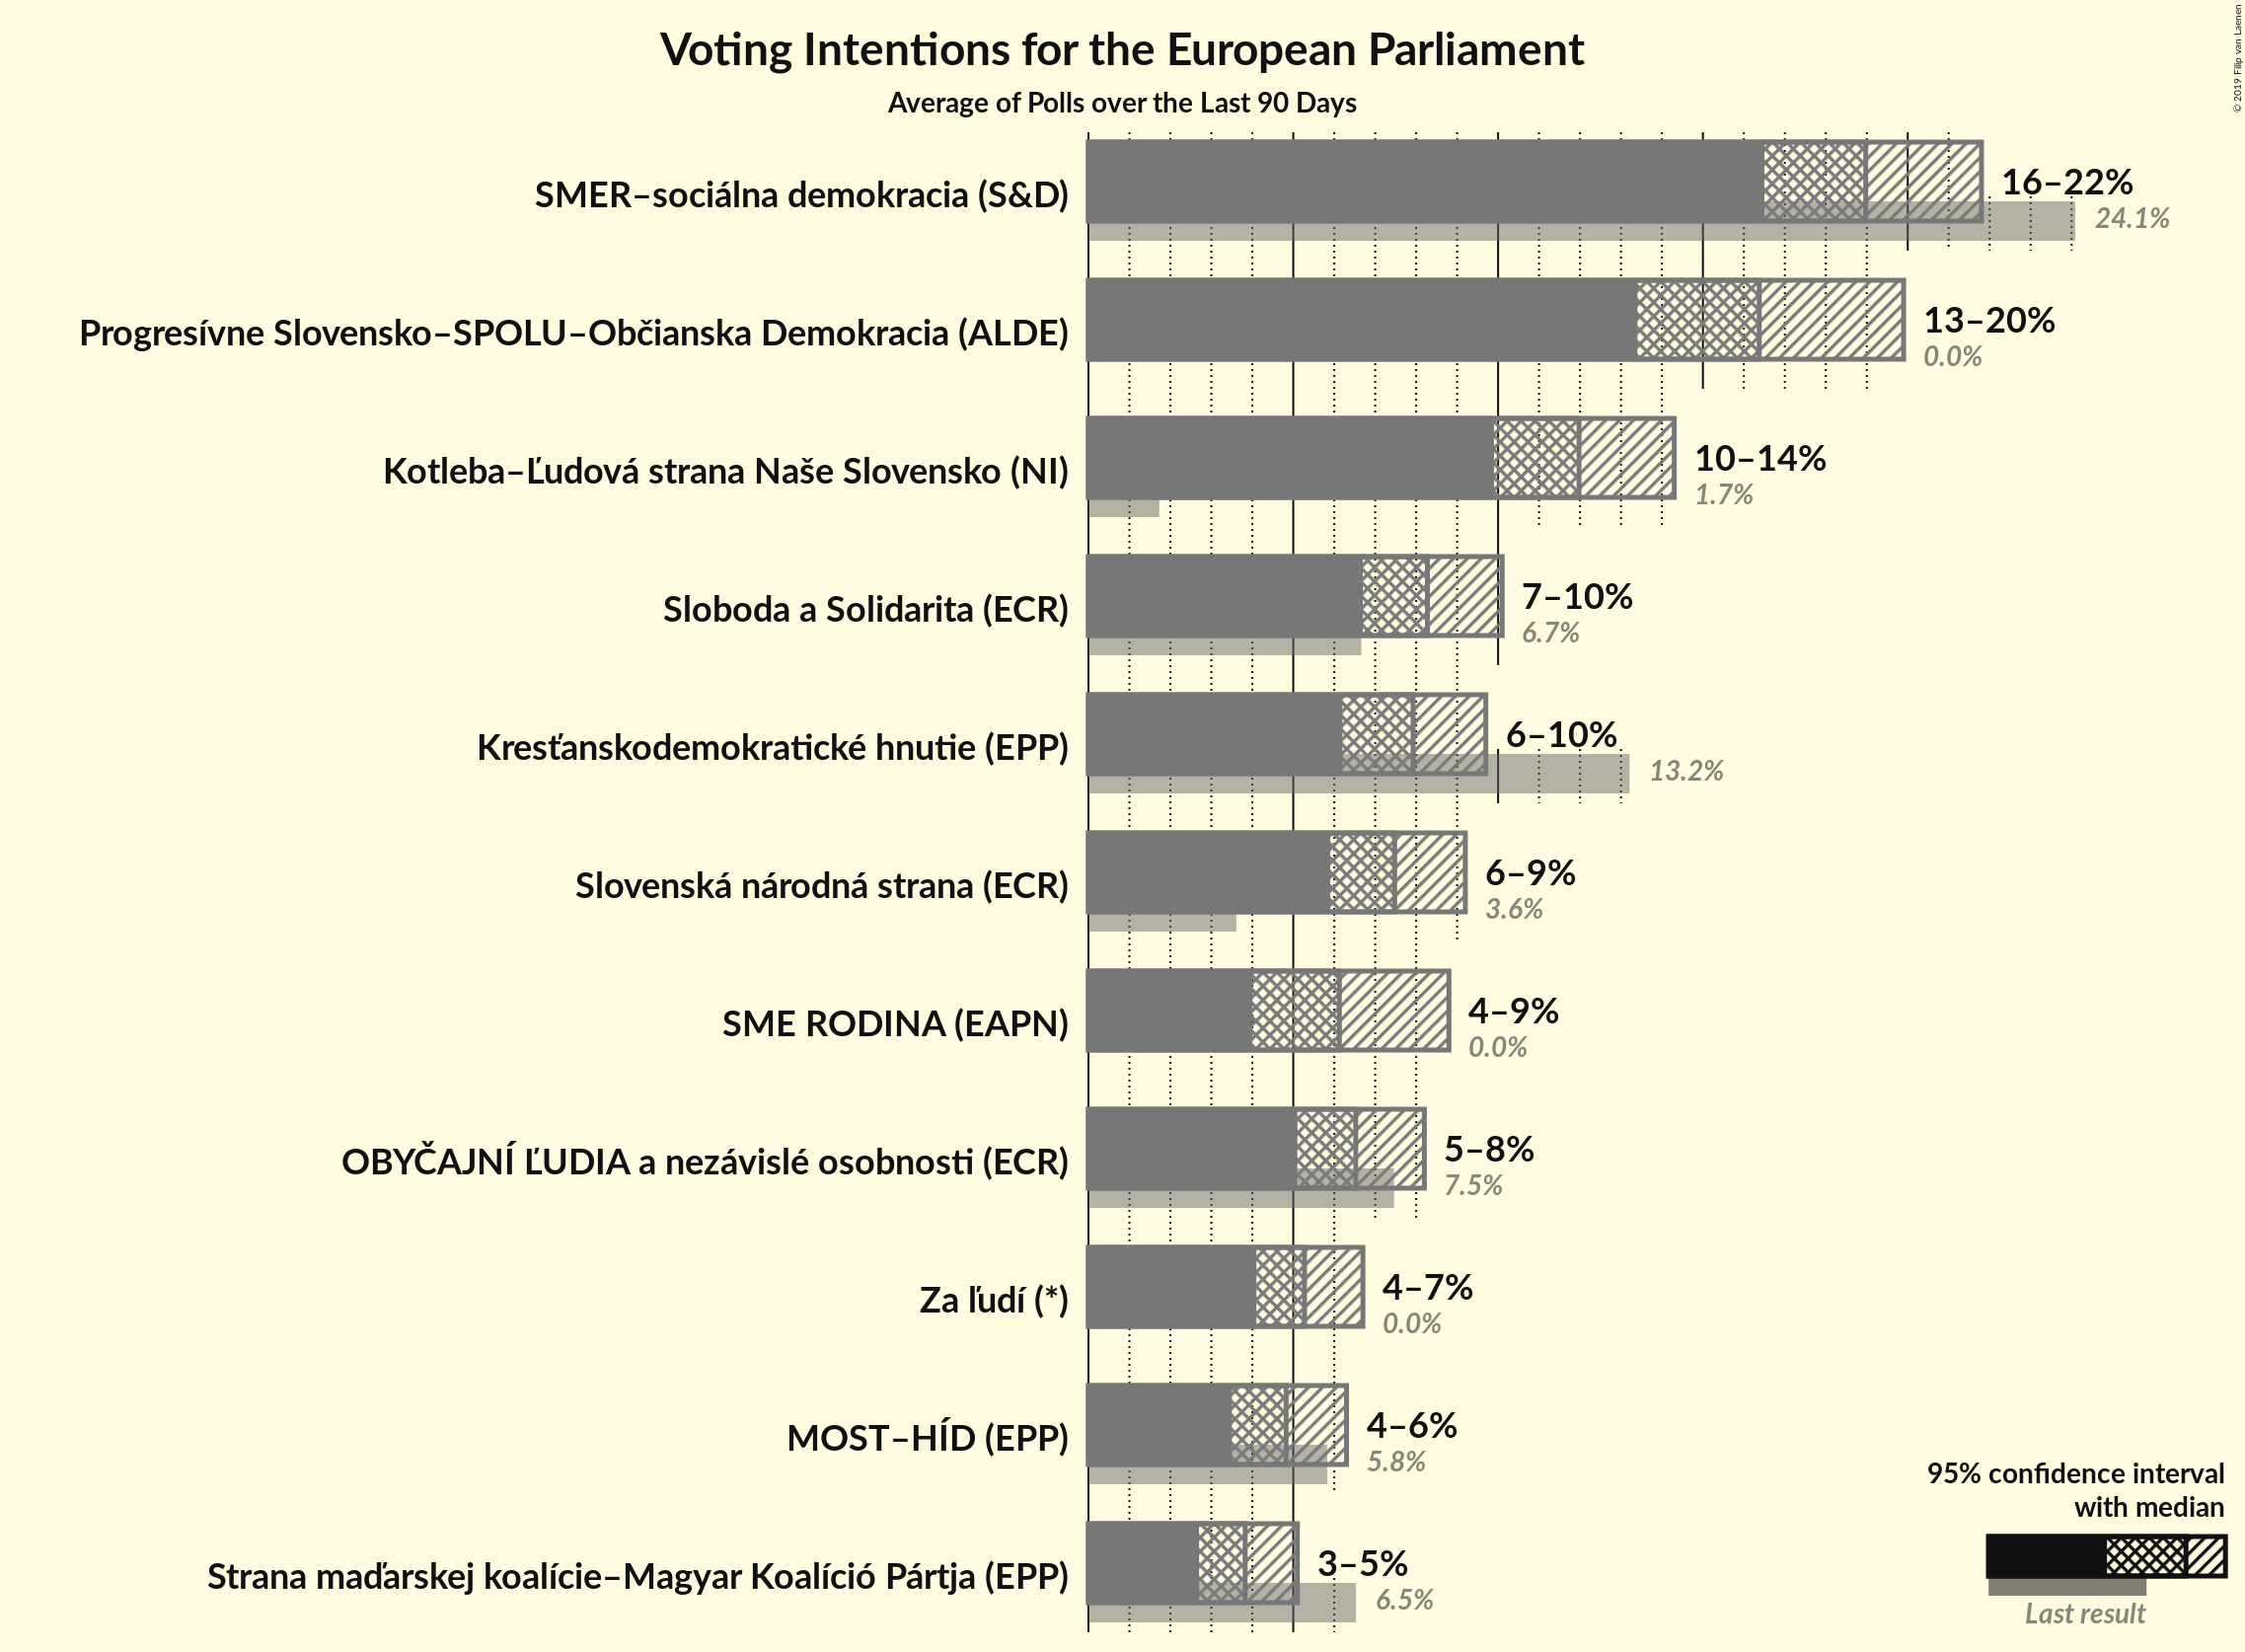 Voting Intentions for the European Parliament
Average of Polls over the Last 90 Days
© 2019 Filip van Laenen
SMER–sociálna demokracia (S&D)
16–22%
24.1%
Progresívne Slovensko–SPOLU–Občianska Demokracia (ALDE)
13–20%
0.0%
Kotleba–Ľudová strana Naše Slovensko (NI)
10–14%
1.7%
Sloboda a Solidarita (ECR)
7–10%
6.7%
Kresťanskodemokratické hnutie (EPP)
6–10%
13.2%
Slovenská národná strana (ECR)
6–9%
3.6%
SME RODINA (EAPN)
4–9%
0.0%
OBYČAJNÍ ĽUDIA a nezávislé osobnosti (ECR)
5–8%
7.5%
Za ľudí (*)
4–7%
0.0%
MOST–HÍD (EPP)
4–6%
5.8%
Strana maďarskej koalície–Magyar Koalíció Pártja (EPP)
3–5%
6.5%
95% confidence interval
with median
Last result